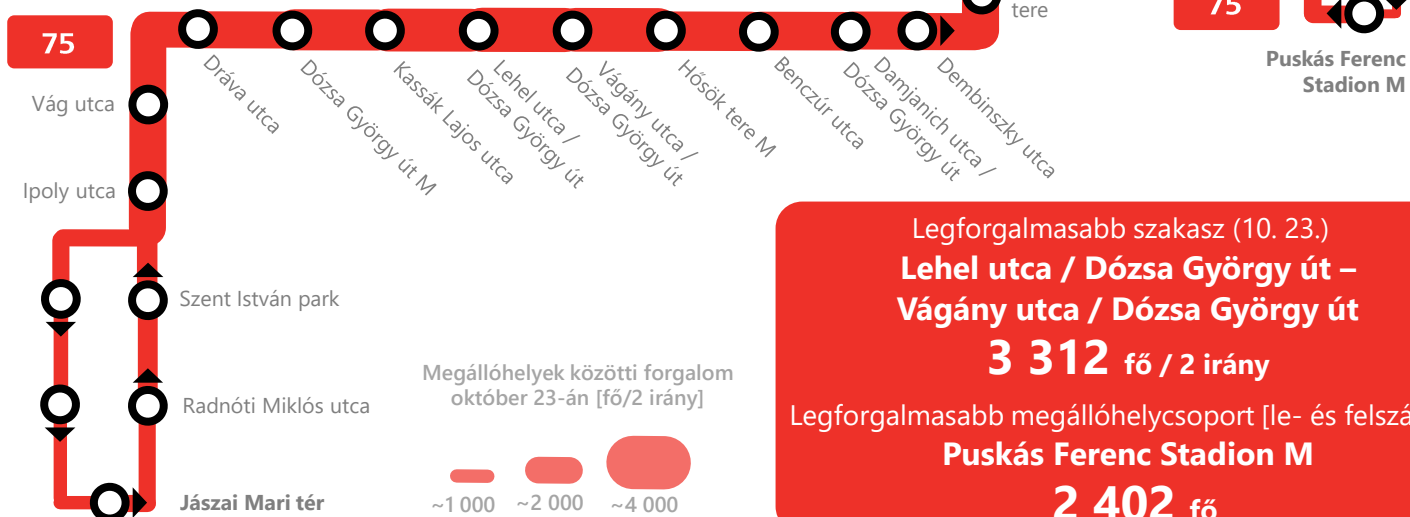 tere
75
75
Puskás Ferenc
Stadion M
Vág utca
Ipoly utca
Dráva utca
Dózsa György út M
Kassák Lajos utca
Lehel utca /
Dózsa György út
Vágány utca /
Dózsa György út
Hősök tere M
Benczúr utca
Damjanich utca /
Dózsa György út
Dembinszky utca
Szent István park
Radnóti Miklós utca
Jászai Mari tér
Megállóhelyek közötti forgalom
október 23-án [fő/2 irány]
~1 000 ~2 000 ~4 000
Legforgalmasabb szakasz (10. 23.)
Lehel utca / Dózsa György út –
Vágány utca / Dózsa György út
3 312 fő / 2 irány
Legforgalmasabb megállóhelycsoport [le- és felszá
Puskás Ferenc Stadion M
2 402 fő